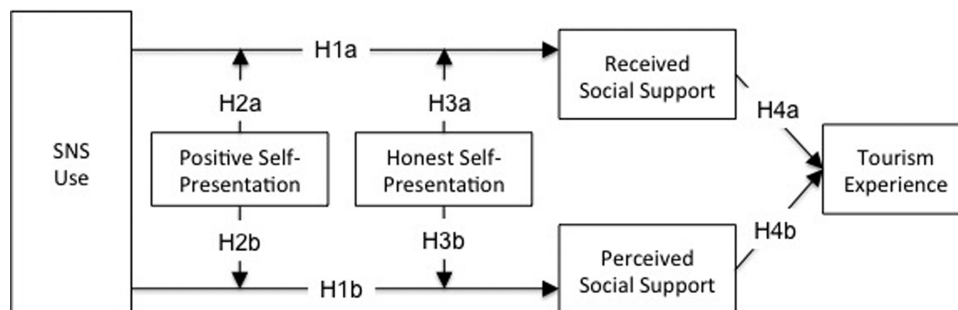 H1a
Received
Social Support
H2a
H3a
H4a
SNS
Use
Positive Self-
Presentation
Honest Self-
Presentation
Tourism
Experience
H2b
H3b
H4b
Perceived
Social Support
H1b